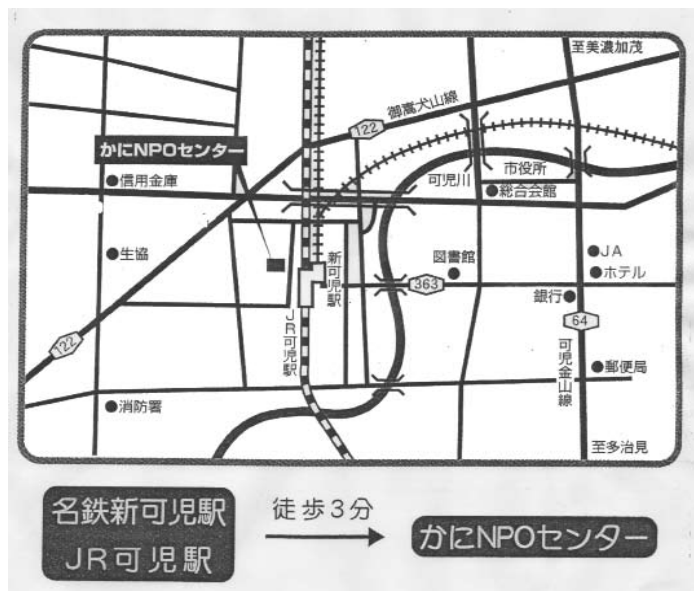 至美濃加茂
御嵩犬山線
122
かにNPOセンター
信用金庫
可児川
市役所
総合会館
生協
新可児駅
図書館
JA
ホテル
363
銀行
64
122
JR可児駅
可児金山線
郵便局
消防署
至多治見
名鉄新可児駅
JR可児駅
徒歩3分
かにNPOセンター